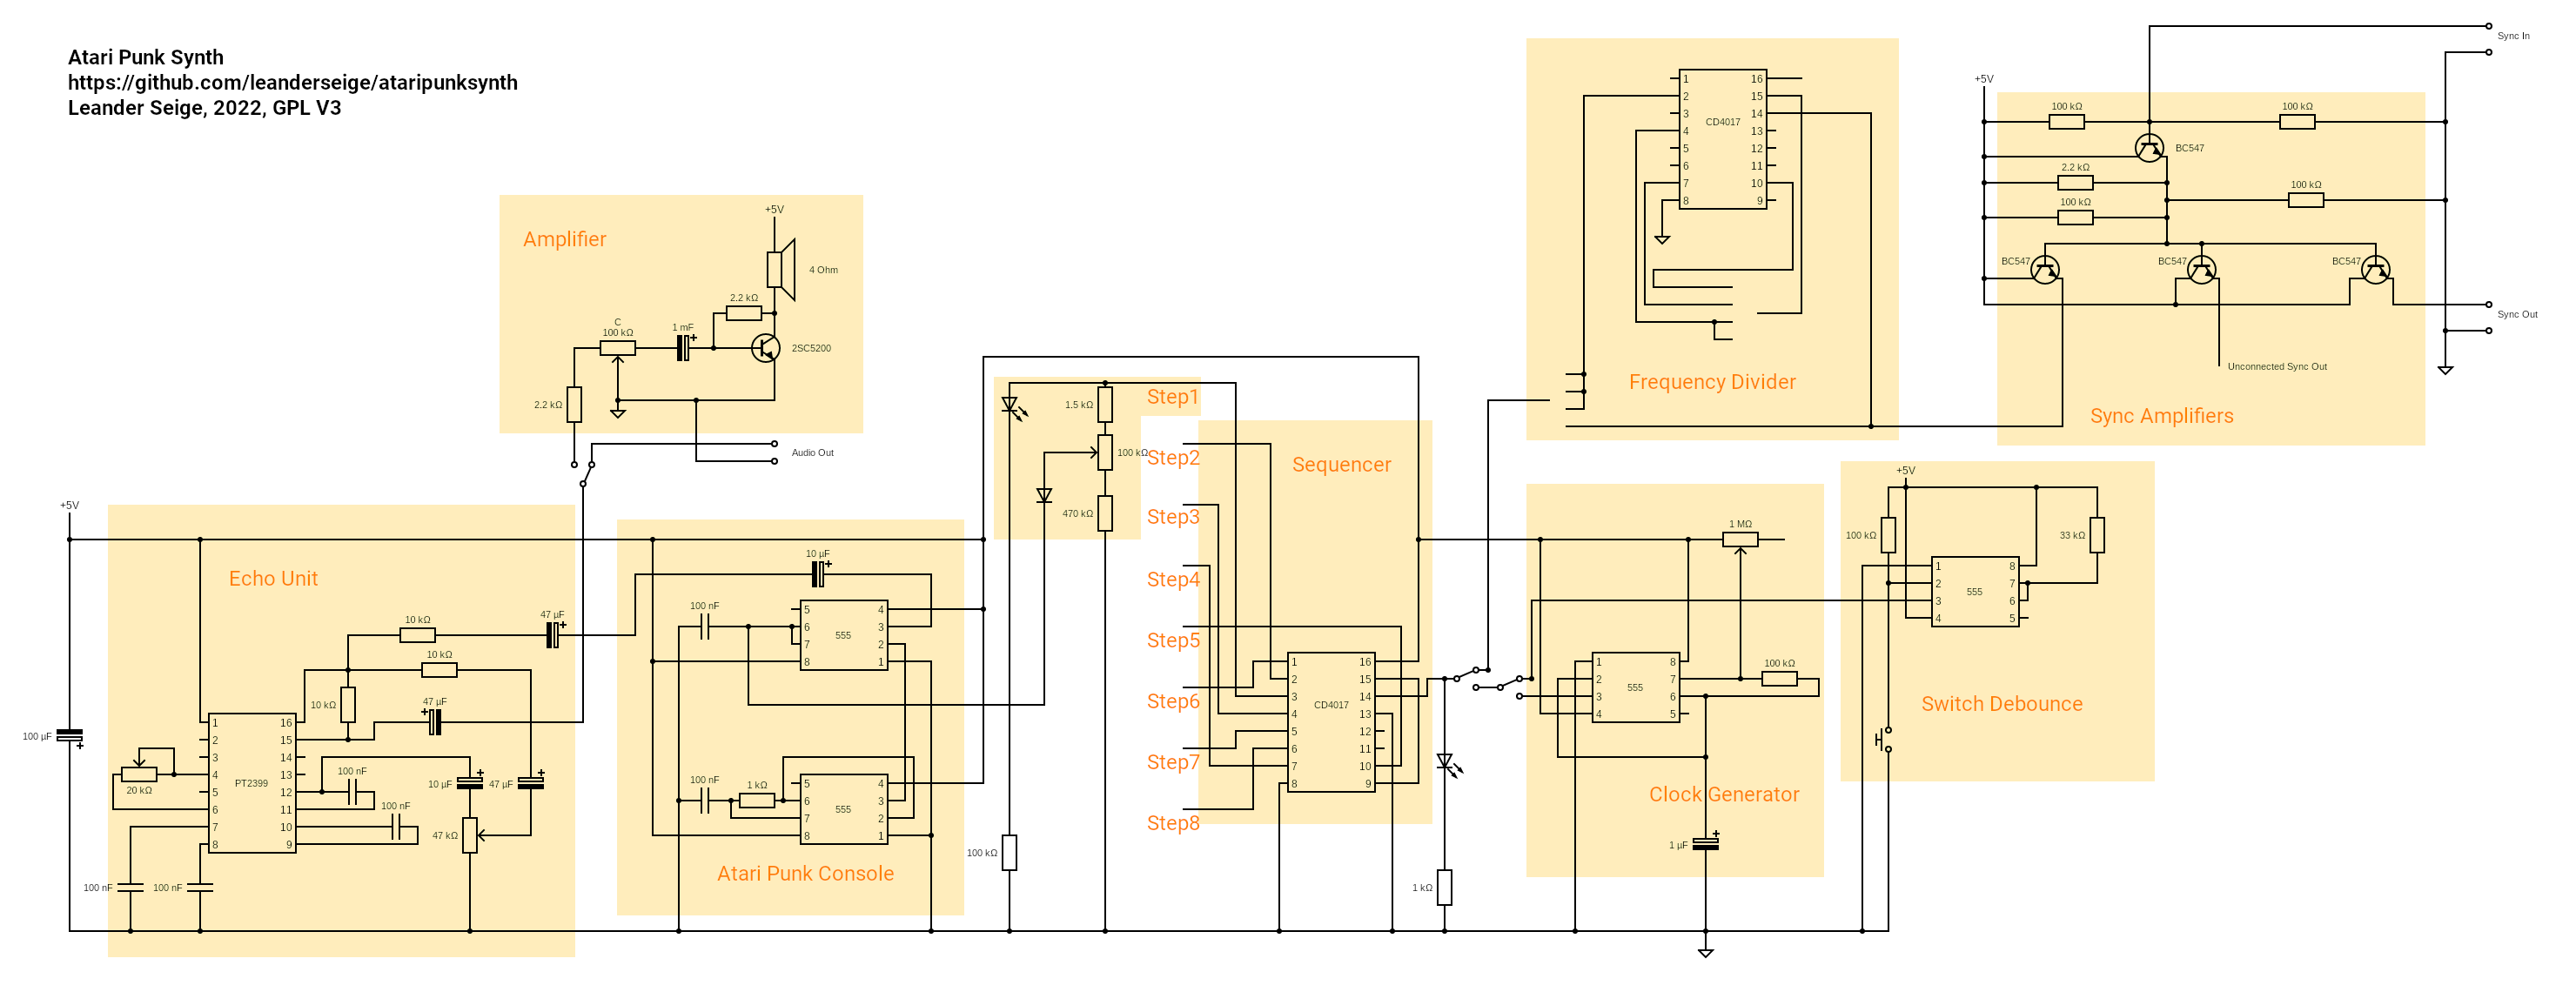 Atari Punk Synth
https://github.com/leanderseige/ataripunksynth
Leander Seige, 2022, GPL V3
Amplifier
+5V
4 Ohm
2.2 kΩ
C
100 kΩ
1 mF
+
2SC5200
2.2 kΩ
Audio Out
+5V
100 µF
+
Echo Unit
10 kΩ
47 µF
+
10 kΩ
10 kΩ
47 µF
+
PT2399
1
2
3
4
5
6
7
8
16
15
14
13
12
11
10
9
20 kΩ
100 nF
100 nF
10 µF
+
47 µF
+
47 kΩ
100 nF
100 nF
10 µF
+
100 nF
555
5
6
7
8
4
3
2
1
100 nF
1 kΩ
555
5
6
7
8
4
3
2
1
Atari Punk Console
1.5 kΩ
100 kΩ
470 kΩ
100 kΩ
Step1
Step2
Step3
Step4
Step5
Step6
Step7
Step8
Sequencer
CD4017
1
2
3
4
5
6
7
8
16
15
14
13
12
11
10
9
1 kΩ
CD4017
1
2
3
4
5
6
7
8
16
15
14
13
12
11
10
9
Frequency Divider
1 MΩ
100 kΩ
555
1
2
3
4
8
7
6
5
Clock Generator
1 µF
+
+5V
100 kΩ
33 kΩ
555
1
2
3
4
8
7
6
5
Switch Debounce
+5V
Sync In
100 kΩ
100 kΩ
BC547
2.2 kΩ
100 kΩ
100 kΩ
BC547
BC547
BC547
Sync Out
Unconnected Sync Out
Sync Amplifiers